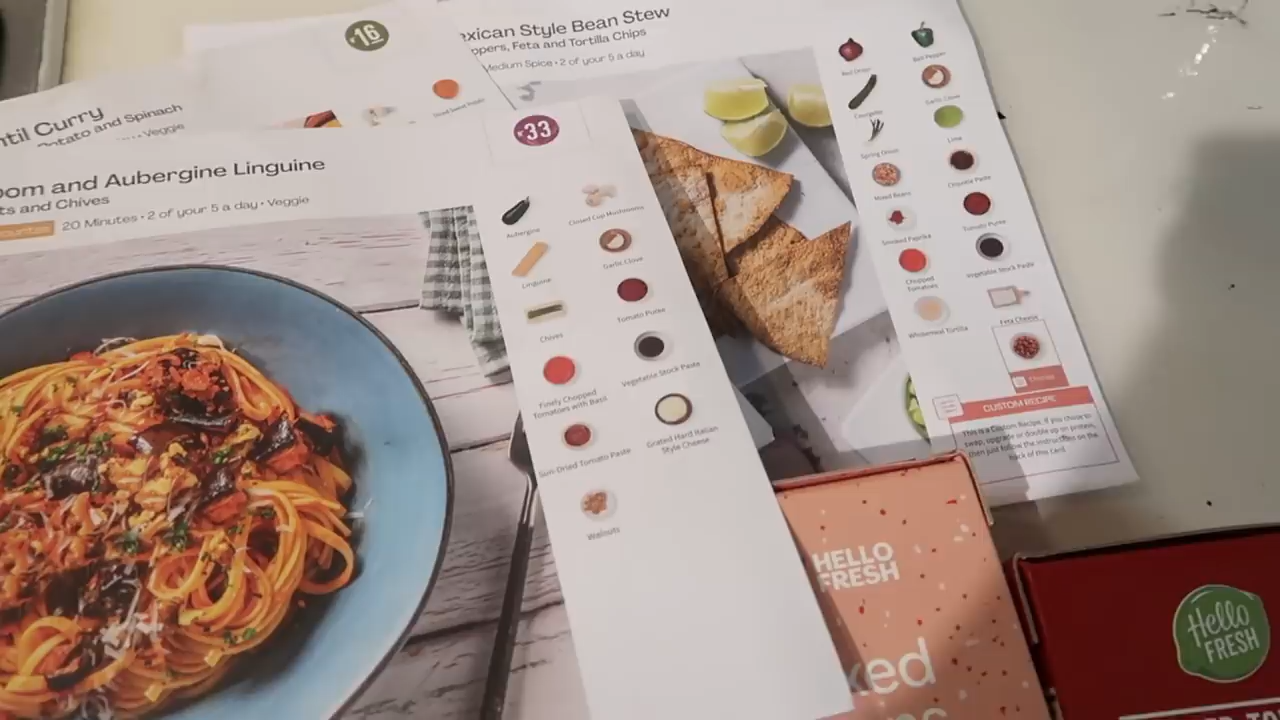 16
ntil Curry
otato and Spinach
Veggie
exican Style Bean Stew
ppers, Feta and Tortilla Chips
Medium Spice • 2 of your 5 a day
oom and Aubergine Linguine
ts and Chives
20 Minutes • 2 of your 5 a day • Veggie
33
Aubergine
Closed Cup Mushrooms
Linguine
Garlic Clove
Chives
Tomato Puree
Finely Chopped
Tomatoes with Basil
Vegetable Stock Paste
Sun-Dried Tomato Paste
Grated Hard Italian
Style Cheese
Walnuts
Red Onion
Bell Pepper
Courgette
Garlic Clove
Spring Onion
Lime
Mixed Beans
Chipotle Paste
Smoked Paprika
Tomato Puree
Chopped
Tomatoes
Vegetable Stock Paste
Wholemeal Tortilla
Feta Cheese
Chorizo
CUSTOM RECIPE
This is a Custom Recipe. If you chose to
swap, upgrade or double up on protein,
then just follow the instructions on the
back of this card.
HELLO
FRESH
xed
Hello
FRESH